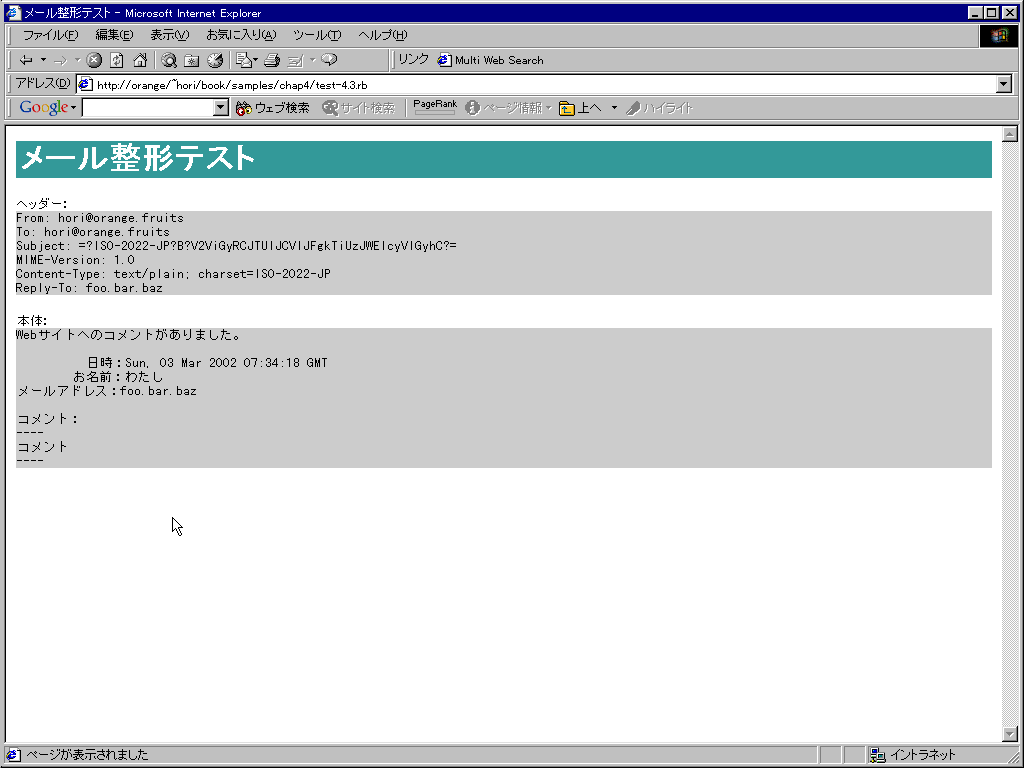 メール整形テスト - Microsoft Internet Explorer
ファイル(F) 編集(E) 表示(V) お気に入り(A) ツール(T) ヘルプ(H)
リンク Multi Web Search
アドレス(D) http://orange/~hori/book/samples/chap4/test-4.3.rb
Google ウェブ検索 サイト検索 PageRank ページ情報 上へ ハイライト
メール整形テスト
ヘッダー:
From: hori@orange.fruits
To: hori@orange.fruits
Subject: =?ISO-2022-JP?B?V2ViGyRCJTUlJCVIJFgkTiUzJWElcyVIGyhC?=
MIME-Version: 1.0
Content-Type: text/plain; charset=ISO-2022-JP
Reply-To: foo.bar.baz
本体:
Webサイトへのコメントがありました。
日時：Sun, 03 Mar 2002 07:34:18 GMT
お名前：わたし
メールアドレス：foo.bar.baz
コメント：
----
コメント
----
ページが表示されました イントラネット